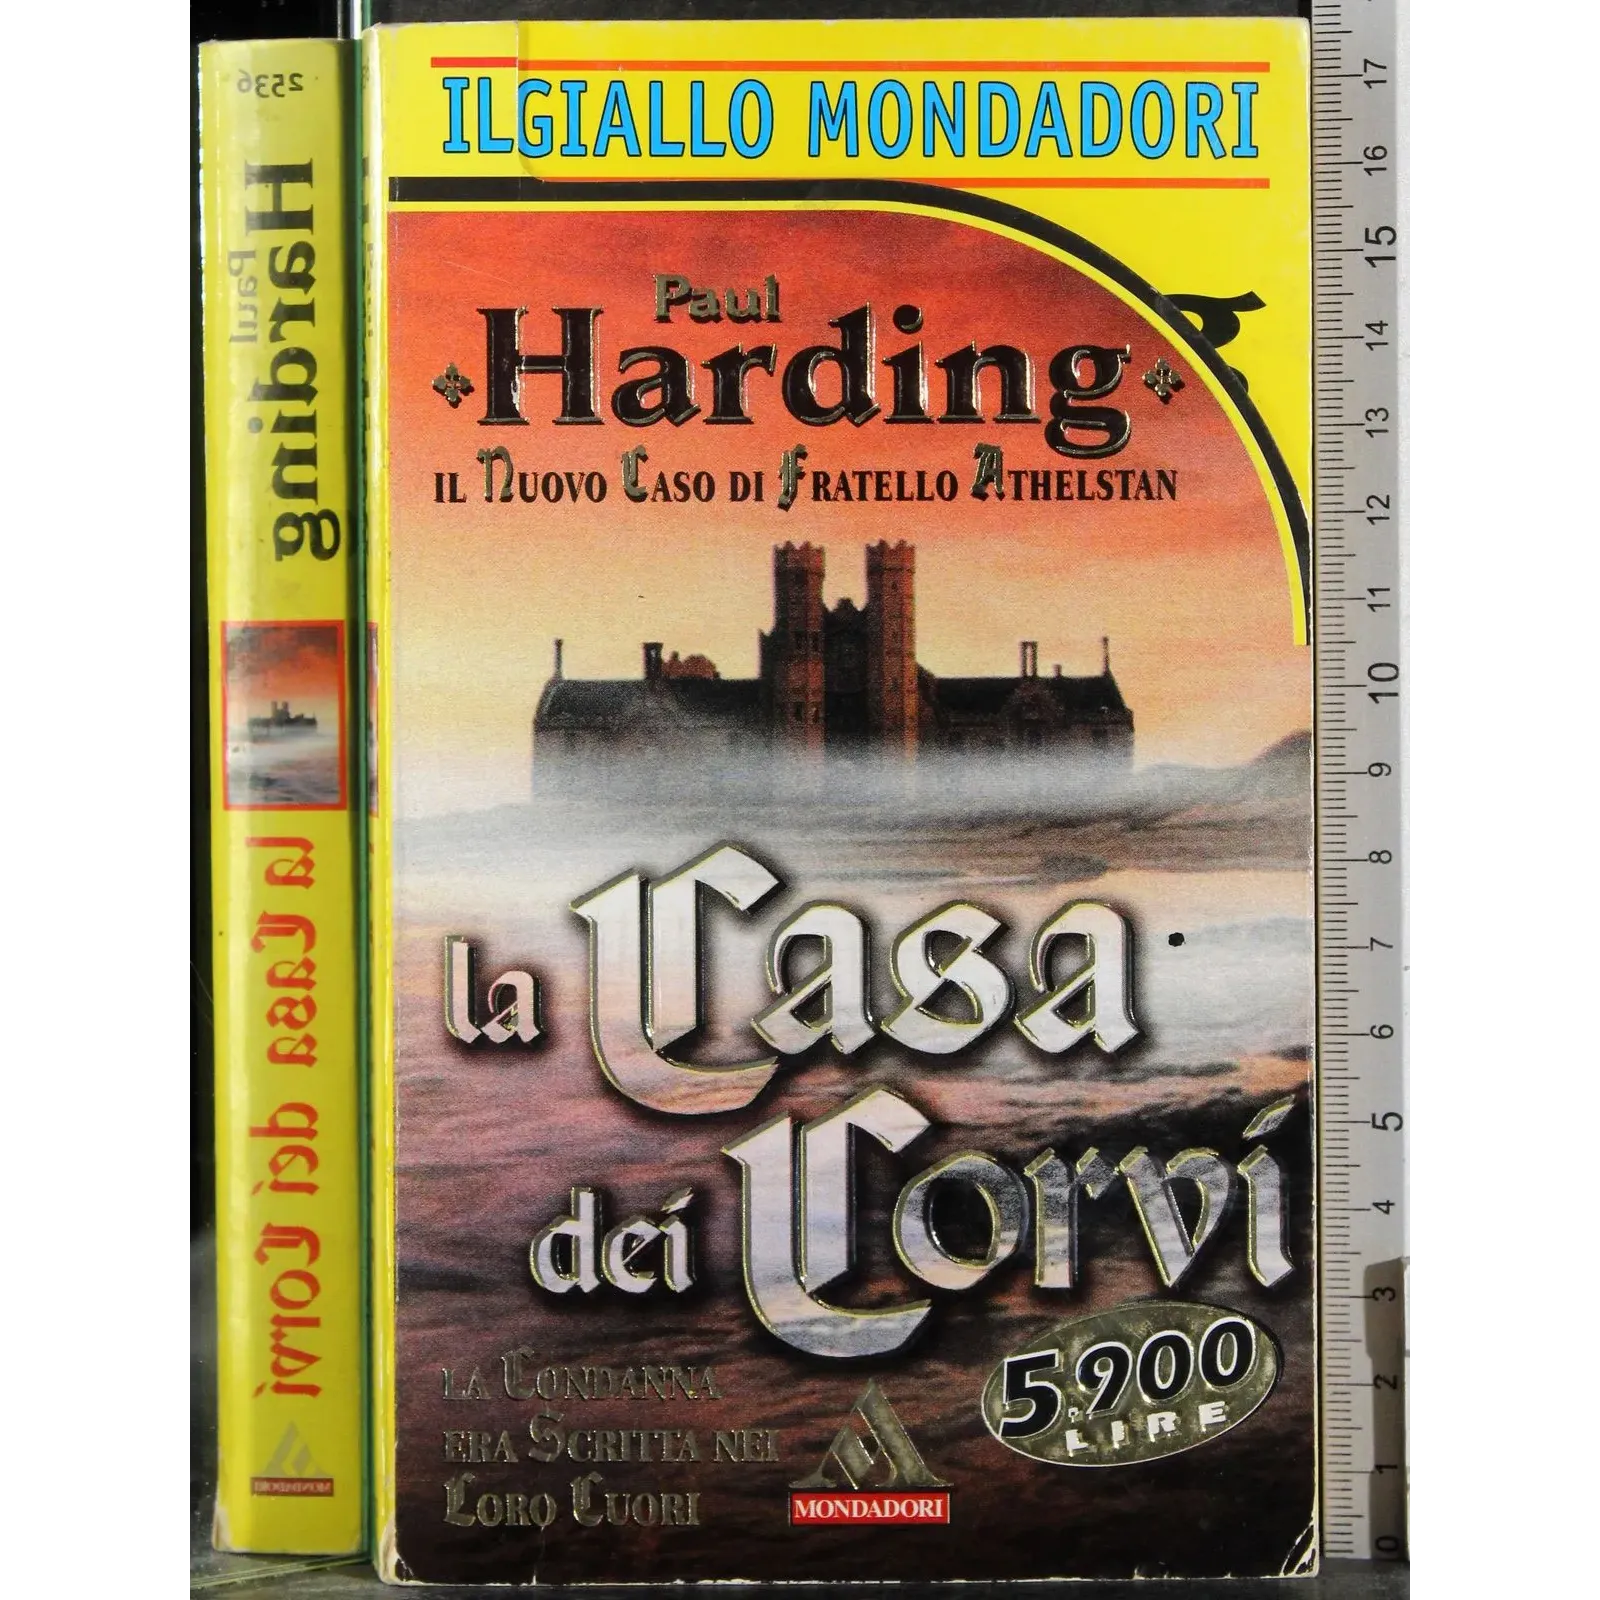 2536
Paul
Harding
la Casa dei Corvi
MONDADORI
ILGIALLO MONDADORI
Paul
Harding
IL NUOVO CASO DI FRATELLO ATHELSTAN
la Casa
dei Corvi
LA CONDANNA
ERA SCRITTA NEI
LORO CUORI
MONDADORI
5.900
LIRE
17
16
15
14
13
12
11
10
9
8
7
6
5
4
3
2
1
0